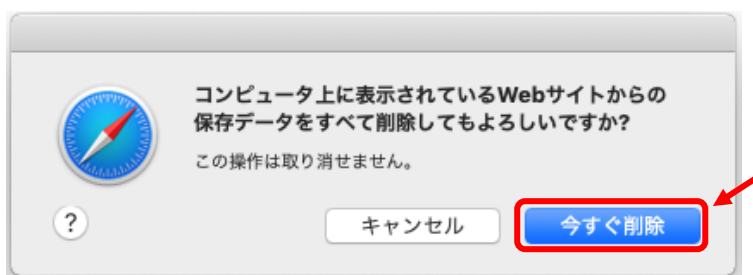 コンピュータ上に表示されているWebサイトからの
保存データをすべて削除してもよろしいですか?
この操作は取り消せません。
?
キャンセル
今すぐ削除